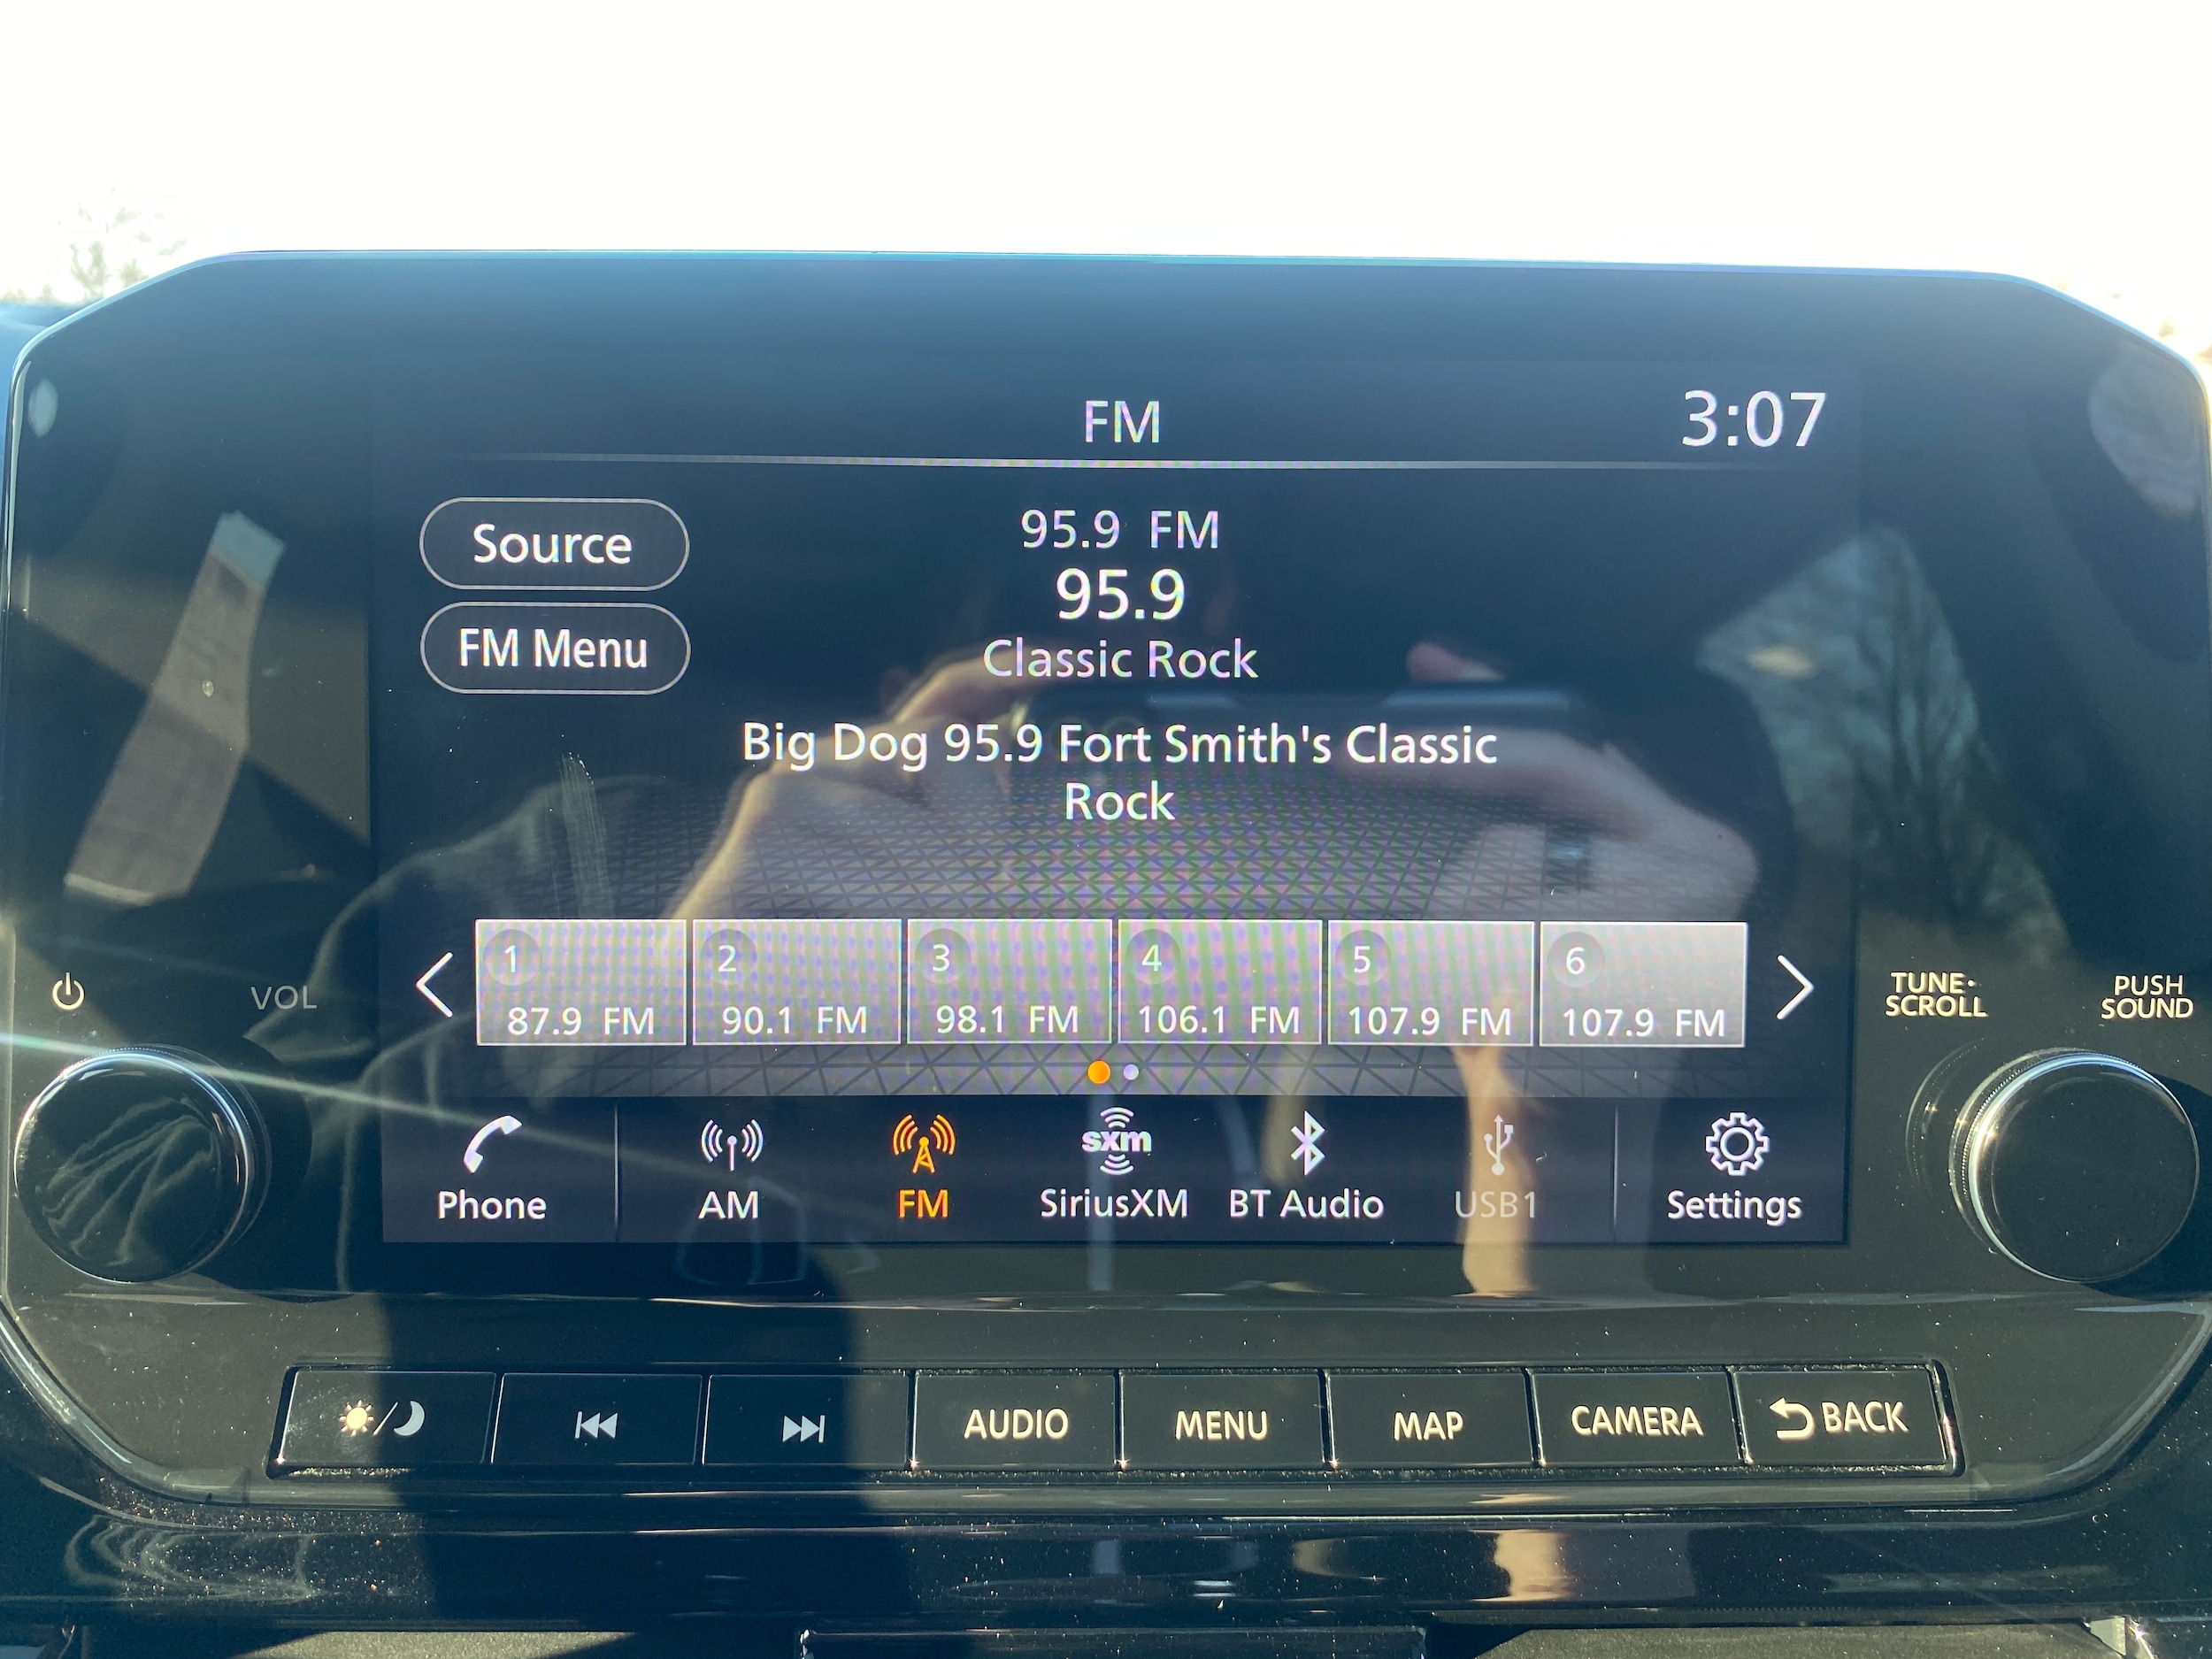 FM
3:07
Source
95.9 FM
95.9
FM Menu
Classic Rock
Big Dog 95.9 Fort Smith's Classic
Rock
1 2 3 4 5 6
87.9 FM 90.1 FM 98.1 FM 106.1 FM 107.9 FM 107.9 FM
VOL
TUNE·
SCROLL
PUSH
SOUND
sxm
Phone AM FM SiriusXM BT Audio USB1 Settings
AUDIO MENU MAP CAMERA BACK